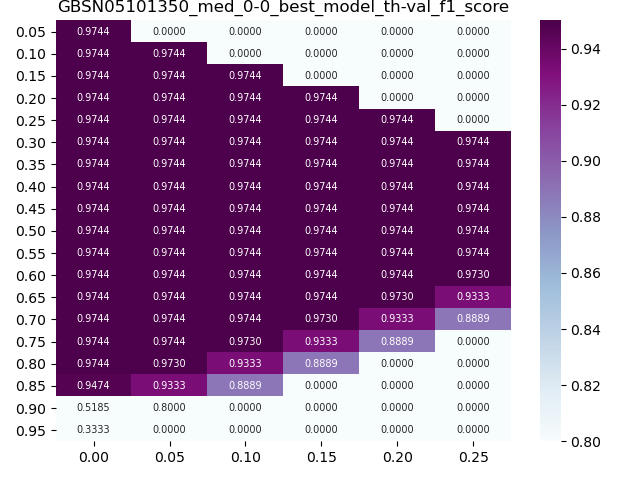 GBSN05101350_med_0-0_best_model_th-val_f1_score
0.05 0.9744 0.0000 0.0000 0.0000 0.0000 0.0000
0.10 0.9744 0.9744 0.0000 0.0000 0.0000 0.0000
0.15 0.9744 0.9744 0.9744 0.0000 0.0000 0.0000
0.20 0.9744 0.9744 0.9744 0.9744 0.0000 0.0000
0.25 0.9744 0.9744 0.9744 0.9744 0.9744 0.0000
0.30 0.9744 0.9744 0.9744 0.9744 0.9744 0.9744
0.35 0.9744 0.9744 0.9744 0.9744 0.9744 0.9744
0.40 0.9744 0.9744 0.9744 0.9744 0.9744 0.9744
0.45 0.9744 0.9744 0.9744 0.9744 0.9744 0.9744
0.50 0.9744 0.9744 0.9744 0.9744 0.9744 0.9744
0.55 0.9744 0.9744 0.9744 0.9744 0.9744 0.9744
0.60 0.9744 0.9744 0.9744 0.9744 0.9744 0.9730
0.65 0.9744 0.9744 0.9744 0.9744 0.9730 0.9333
0.70 0.9744 0.9744 0.9744 0.9730 0.9333 0.8889
0.75 0.9744 0.9744 0.9730 0.9333 0.8889 0.0000
0.80 0.9744 0.9730 0.9333 0.8889 0.0000 0.0000
0.85 0.9474 0.9333 0.8889 0.0000 0.0000 0.0000
0.90 0.5185 0.8000 0.0000 0.0000 0.0000 0.0000
0.95 0.3333 0.0000 0.0000 0.0000 0.0000 0.0000
0.00 0.05 0.10 0.15 0.20 0.25
0.94
0.92
0.90
0.88
0.86
0.84
0.82
0.80